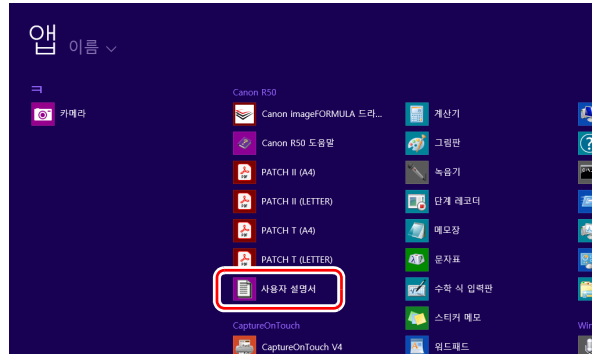 앱 이름
ㅋ
카메라
Canon R50
Canon imageFORMULA 드라...
Canon R50 도움말
PATCH II (A4)
PATCH II (LETTER)
PATCH T (A4)
PATCH T (LETTER)
사용자 설명서
CaptureOnTouch
CaptureOnTouch V4
계산기
그림판
녹음기
단계 레코더
메모장
문자표
수학 식 입력판
스티커 메모
워드패드
Win